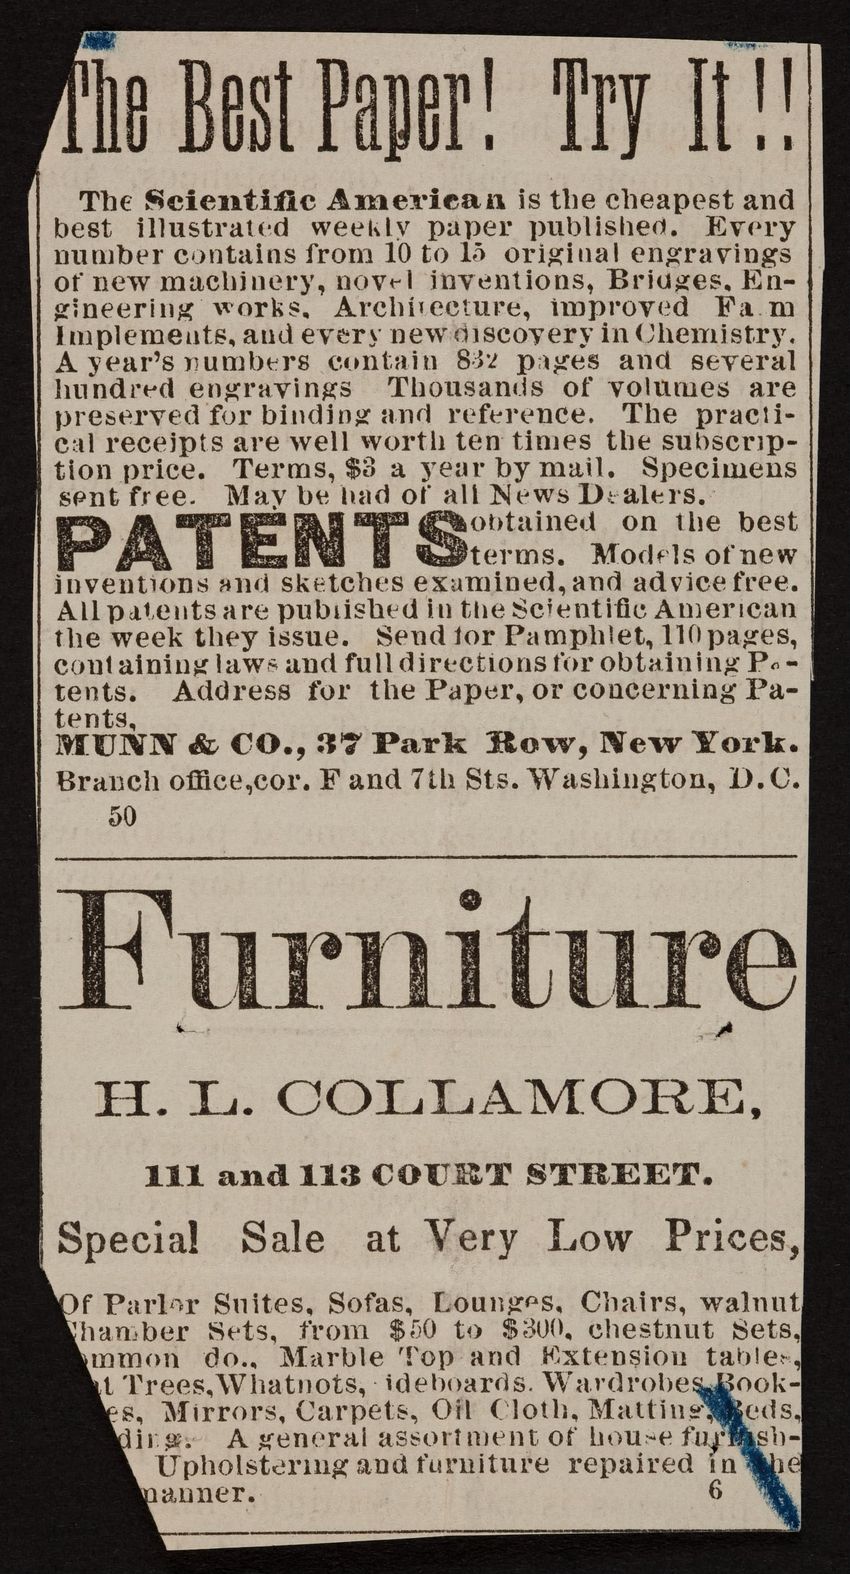 The Best Paper! Try It!!
The Scientific American is the cheapest and
best illustrated weekly paper published. Every
number contains from 10 to 15 original engravings
of new machinery, novel inventions, Bridges, En-
gineering works, Architecture, improved Fa m
Implements, and every new discovery in Chemistry.
A year's numbers contain 832 pages and several
hundred engravings Thousands of volumes are
preserved for binding and reference. The practi-
cal receipts are well worth ten times the subscrip-
tion price. Terms, $3 a year by mail. Specimens
sent free. May be had of all News Dealers.
PATENTS obtained on the best
terms. Models of new
inventions and sketches examined, and advice free.
All patents are published in the Scientific American
the week they issue. Send for Pamphlet, 110 pages,
containing laws and full directions for obtaining Pa-
tents. Address for the Paper, or concerning Pa-
tents,
MUNN & CO., 37 Park Row, New York.
Branch office, cor. F and 7th Sts. Washington, D.C.
50
Furniture
H. L. COLLAMORE,
111 and 113 COURT STREET.
Special Sale at Very Low Prices,
Of Parlor Suites, Sofas, Lounges, Chairs, walnut
Chamber Sets, from $50 to $300, chestnut Sets,
mmon do., Marble Top and Extension tables,
t Trees, Whatnots, ideboards. Wardrobes, Book-
es, Mirrors, Carpets, Oil Cloth, Matting, Beds,
ding. A general assortment of house furnish-
Upholstering and furniture repaired in the
manner. 6